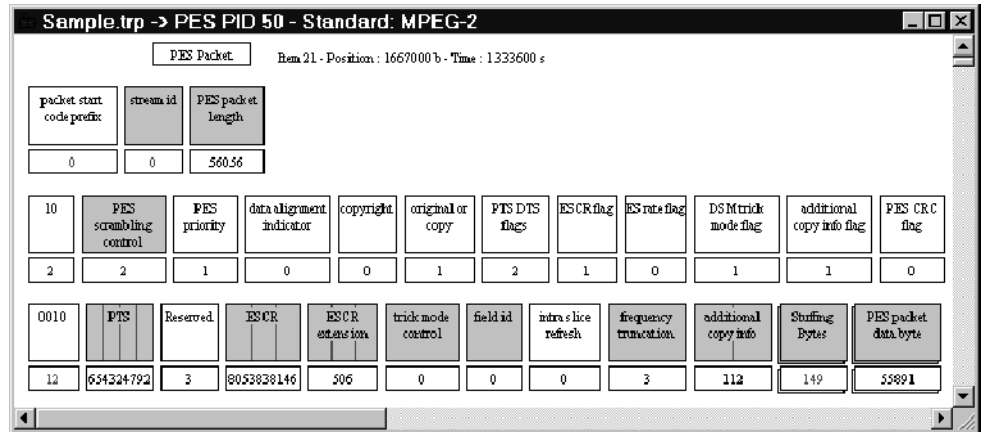 Sample.trp -> PES PID 50 - Standard: MPEG-2
PES Packet
Item 21 - Position : 1667000 b - Time : 1333600 s
packet start code prefix
stream id
PES packet length
0
0
56056
10
PES scrambling control
PES priority
data alignment indicator
copyright
original or copy
PTS DTS flags
ESCR flag
ES rate flag
DSM trick mode flag
additional copy info flag
PES CRC flag
2
2
1
0
0
1
2
1
0
1
1
0
0010
PTS
Reserved
ESCR
ESCR extension
trick mode control
field id
intra slice refresh
frequency truncation
additional copy info
Stuffing Bytes
PES packet data byte
12
654324792
3
8053838146
506
0
0
0
3
112
149
55891